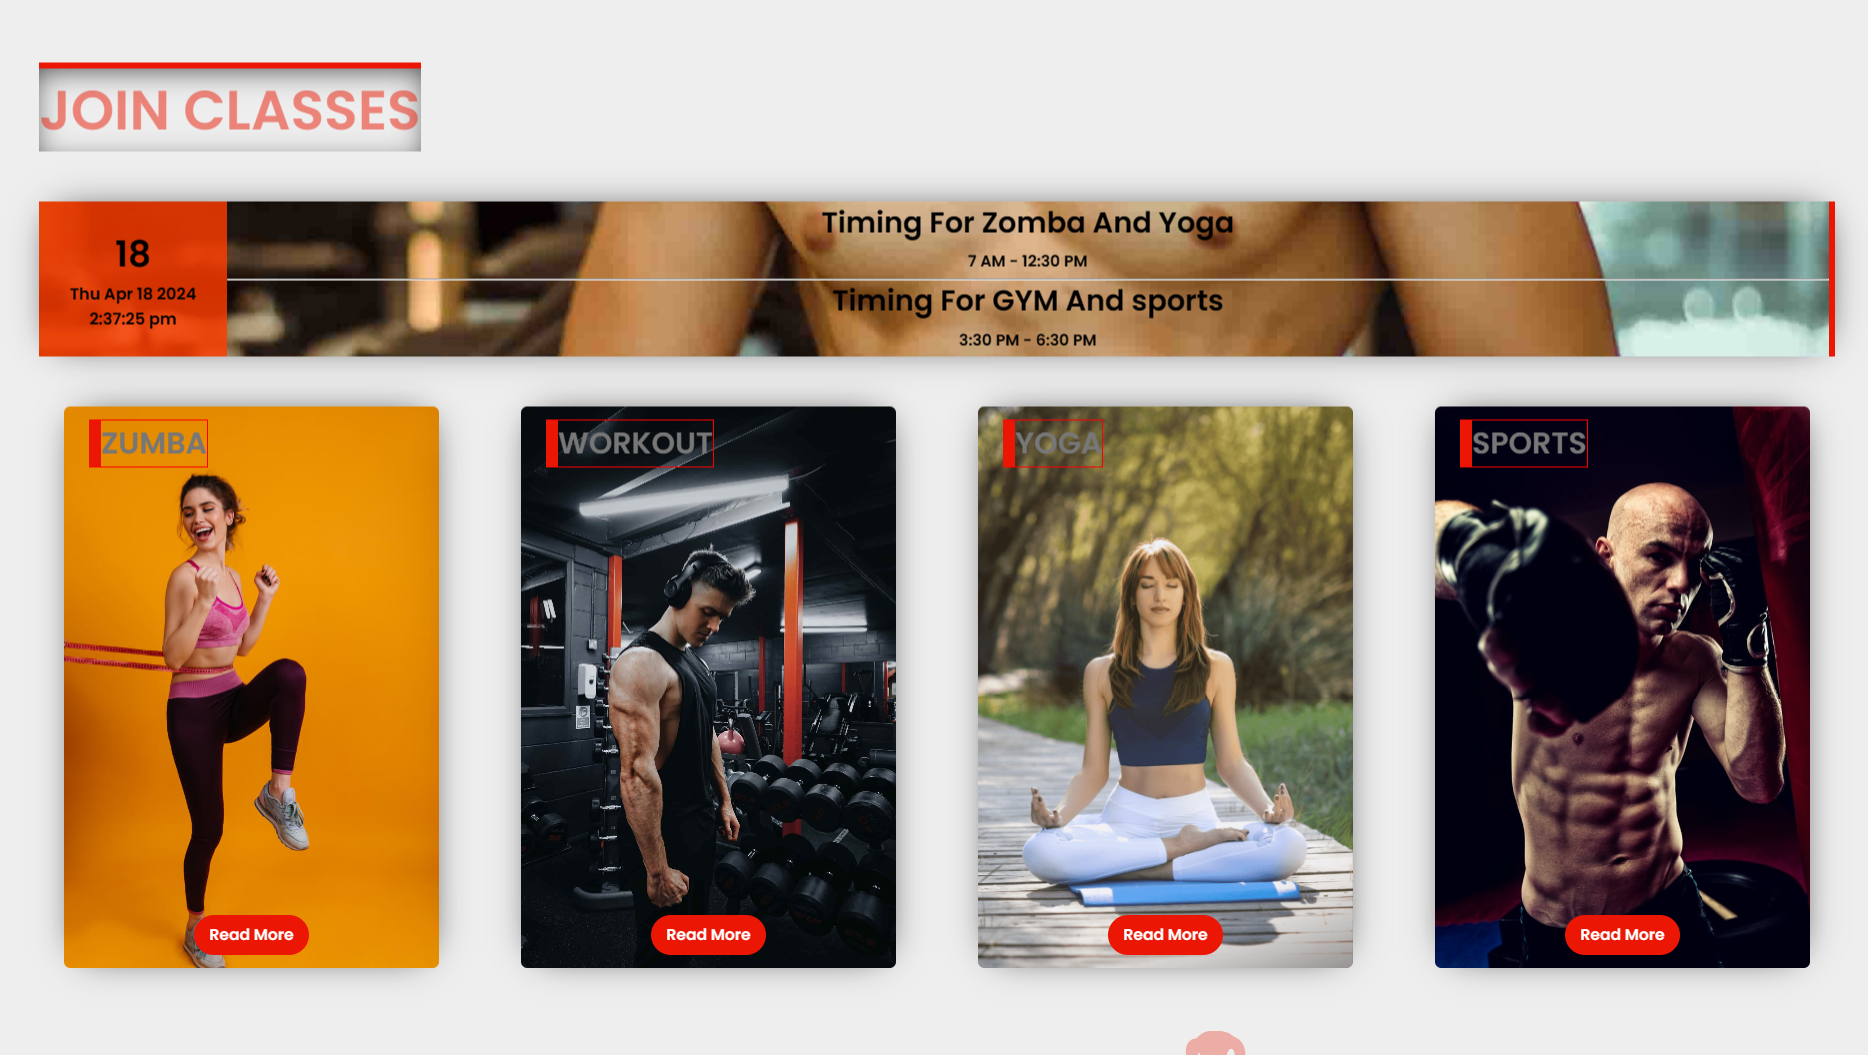 JOIN CLASSES
18
Thu Apr 18 2024
2:37:25 pm
Timing For Zomba And Yoga
7 AM - 12:30 PM
Timing For GYM And sports
3:30 PM - 6:30 PM
ZUMBA
WORKOUT
YOGA
SPORTS
Read More
Read More
Read More
Read More